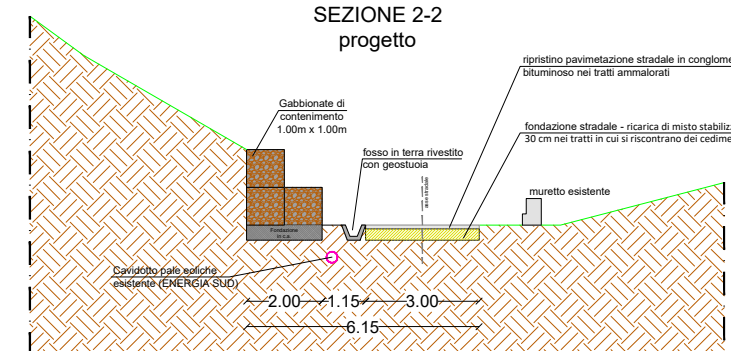 SEZIONE 2-2
progetto
ripristino pavimetazione stradale in conglome
bituminoso nei tratti ammalorati
Gabbionate di
contenimento
1.00m x 1.00m
fosso in terra rivestito
con geostuoia
fondazione stradale - ricarica di misto stabiliz
30 cm nei tratti in cui si riscontrano dei cedime
asse stradale
muretto esistente
Fondazione
m.c.a.
Cavidotto pale eoliche
esistente (ENERGIA SUD)
2.00 1.15 3.00
6.15